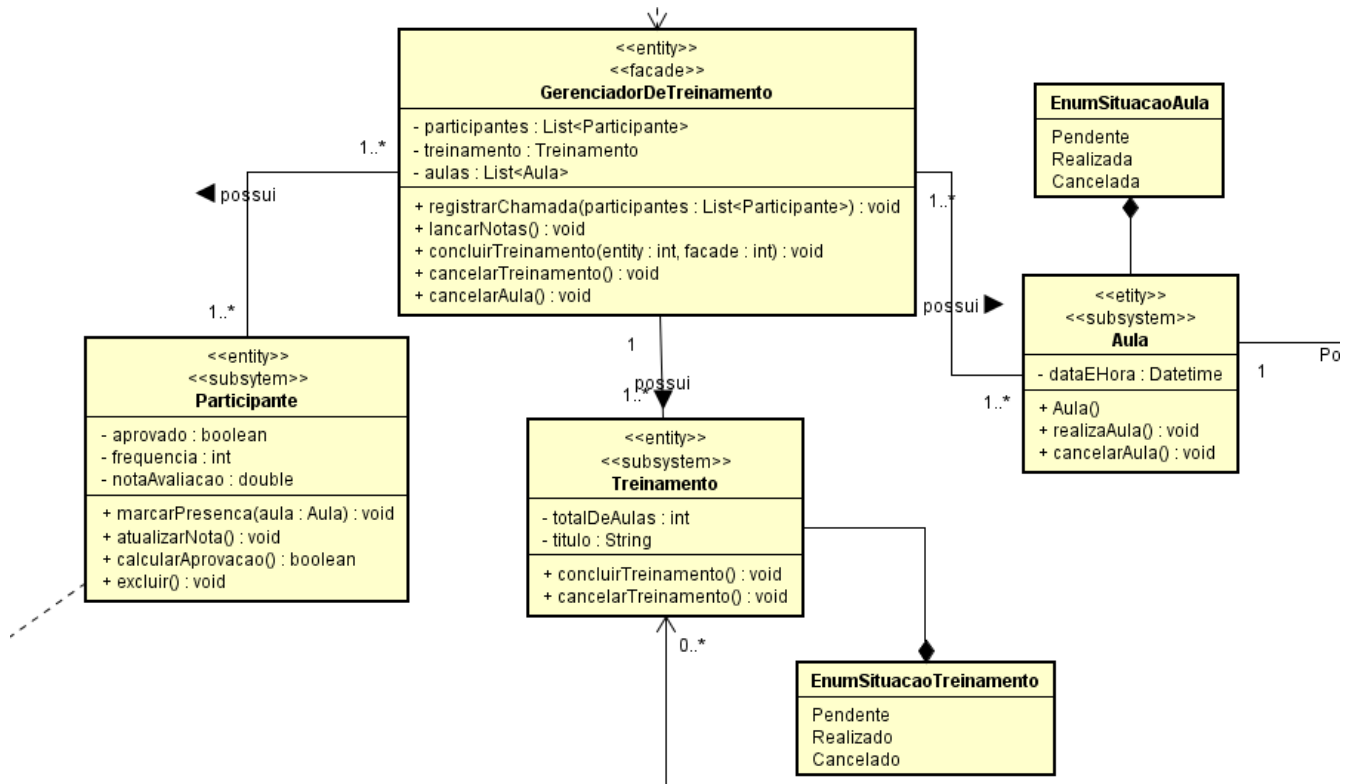 <<entity>>
<<facade>>
GerenciadorDeTreinamento
- participantes : List<Participante>
- treinamento : Treinamento
- aulas : List<Aula>
+ registrarChamada(participantes : List<Participante>) : void
+ lancarNotas() : void
+ concluirTreinamento(entity : int, facade : int) : void
+ cancelarTreinamento() : void
+ cancelarAula() : void
EnumSituacaoAula
Pendente
Realizada
Cancelada
1..*
possui
1..*
1..*
possui
1..*
<<etity>>
<<subsystem>>
Aula
- dataEHora : Datetime
+ Aula()
+ realizaAula() : void
+ cancelarAula() : void
Po
1
<<entity>>
<<subsytem>>
Participante
- aprovado : boolean
- frequencia : int
- notaAvaliacao : double
+ marcarPresenca(aula : Aula) : void
+ atualizarNota() : void
+ calcularAprovacao() : boolean
+ excluir() : void
1
possui
1..*
<<entity>>
<<subsystem>>
Treinamento
- totalDeAulas : int
- titulo : String
+ concluirTreinamento() : void
+ cancelarTreinamento() : void
0..*
EnumSituacaoTreinamento
Pendente
Realizado
Cancelado